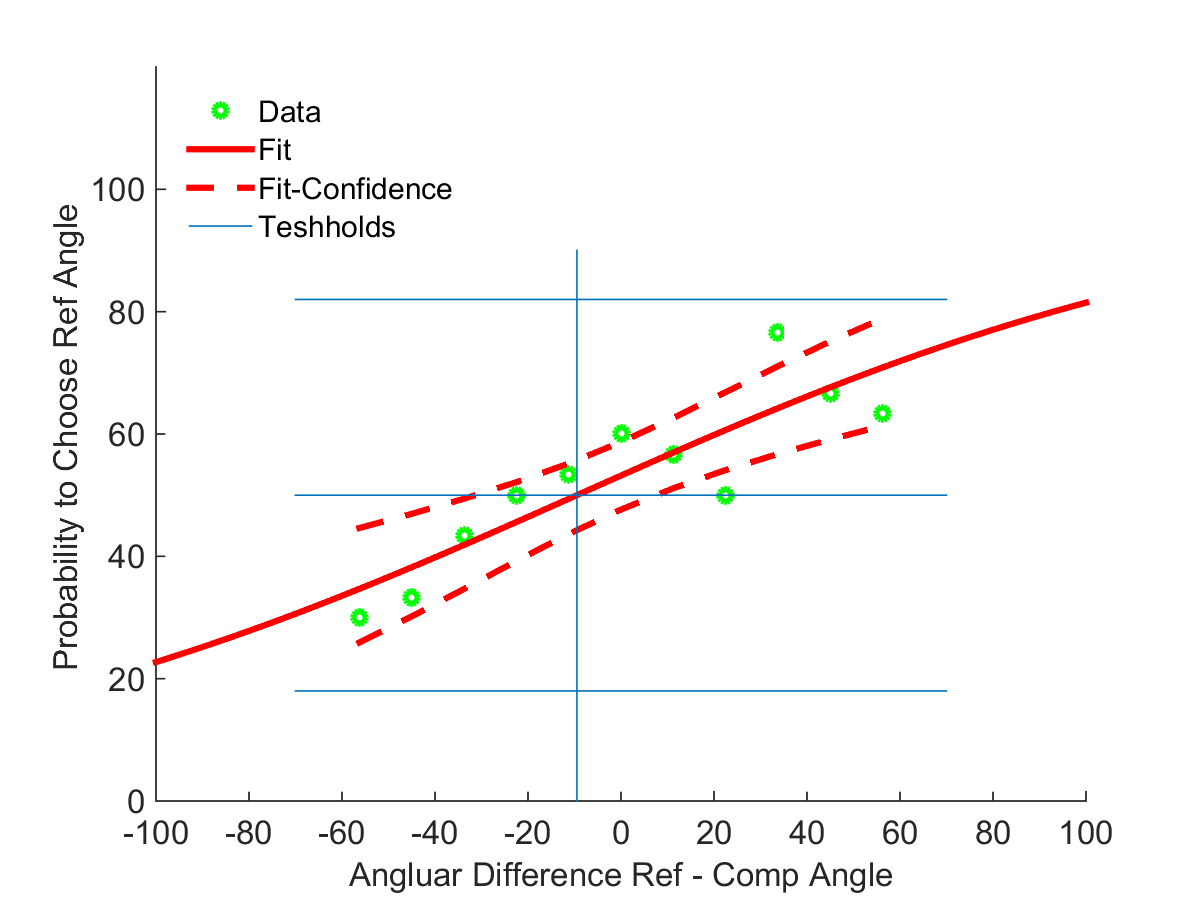 Data
Fit
Fit-Confidence
Teshholds
100
80
60
40
20
0
-100 -80 -60 -40 -20 0 20 40 60 80 100
Probability to Choose Ref Angle
Angluar Difference Ref - Comp Angle